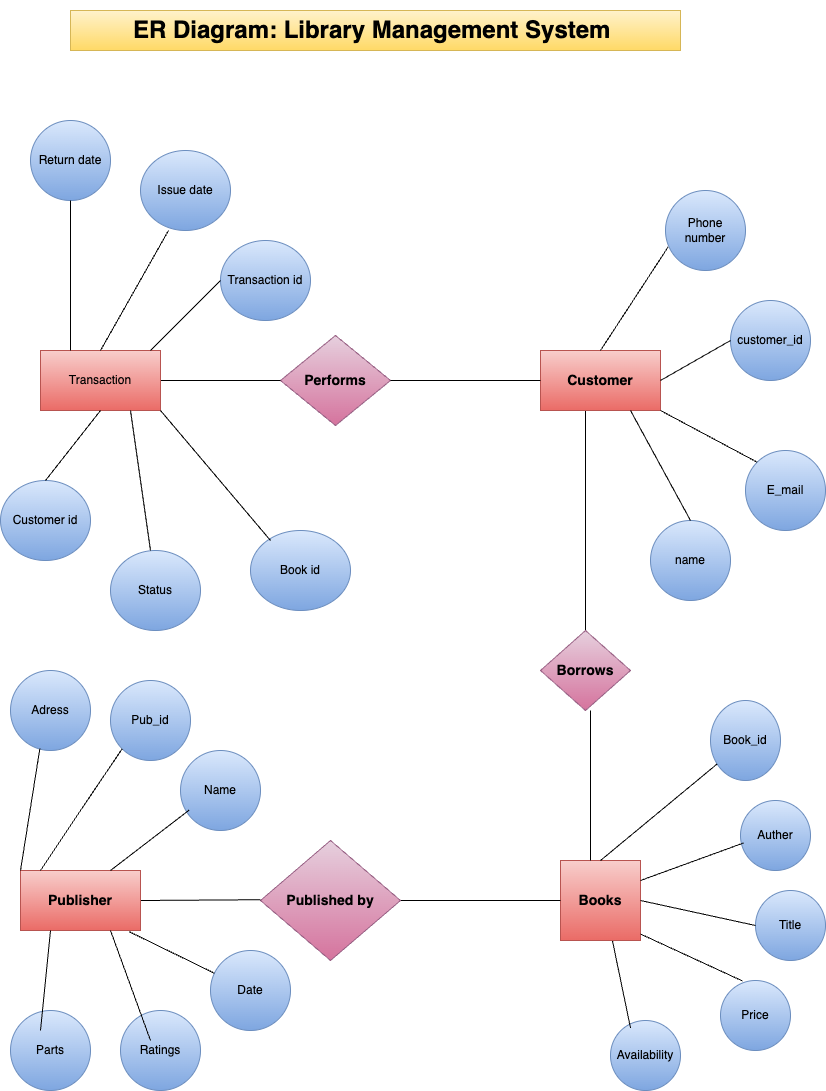 ER Diagram: Library Management System
Return date
Issue date
Transaction id
Phone
number
customer_id
Transaction
Performs
Customer
Customer id
Status
Book id
E_mail
name
Borrows
Adress
Pub_id
Name
Book_id
Auther
Publisher
Published by
Books
Title
Date
Price
Parts
Ratings
Availability